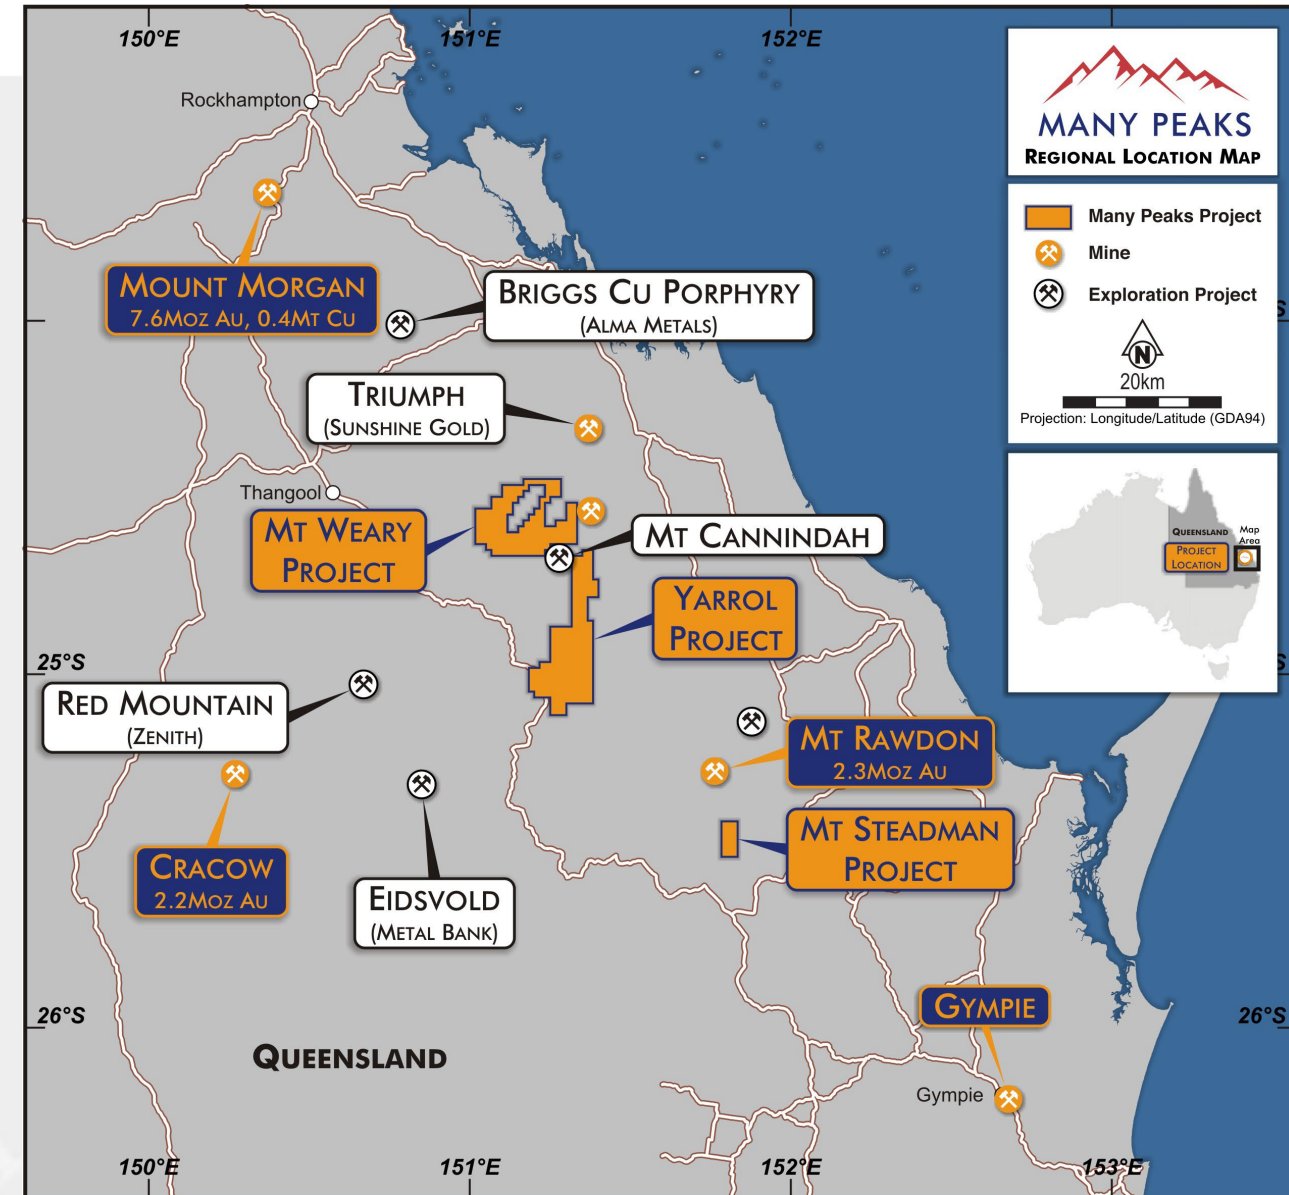 150°E
151°E
152°E
Rockhampton
MANY PEAKS
REGIONAL LOCATION MAP
Many Peaks Project
Mine
Exploration Project
N
20km
Projection: Longitude/Latitude (GDA94)
MOUNT MORGAN
7.6MOZ AU, 0.4MT CU
BRIGGS CU PORPHYRY
(ALMA METALS)
S
TRIUMPH
(SUNSHINE GOLD)
Thangool
MT WEARY
PROJECT
MT CANNINDAH
QUEENSLAND
Map
Area
PROJECT
LOCATION
YARROL
PROJECT
25°S
S
RED MOUNTAIN
(ZENITH)
MT RAWDON
2.3MOZ AU
MT STEADMAN
PROJECT
CRACOW
2.2MOZ AU
EIDSVOLD
(METAL BANK)
GYMPIE
26°S
26°S
QUEENSLAND
Gympie
150°E
151°E
152°E
153°E